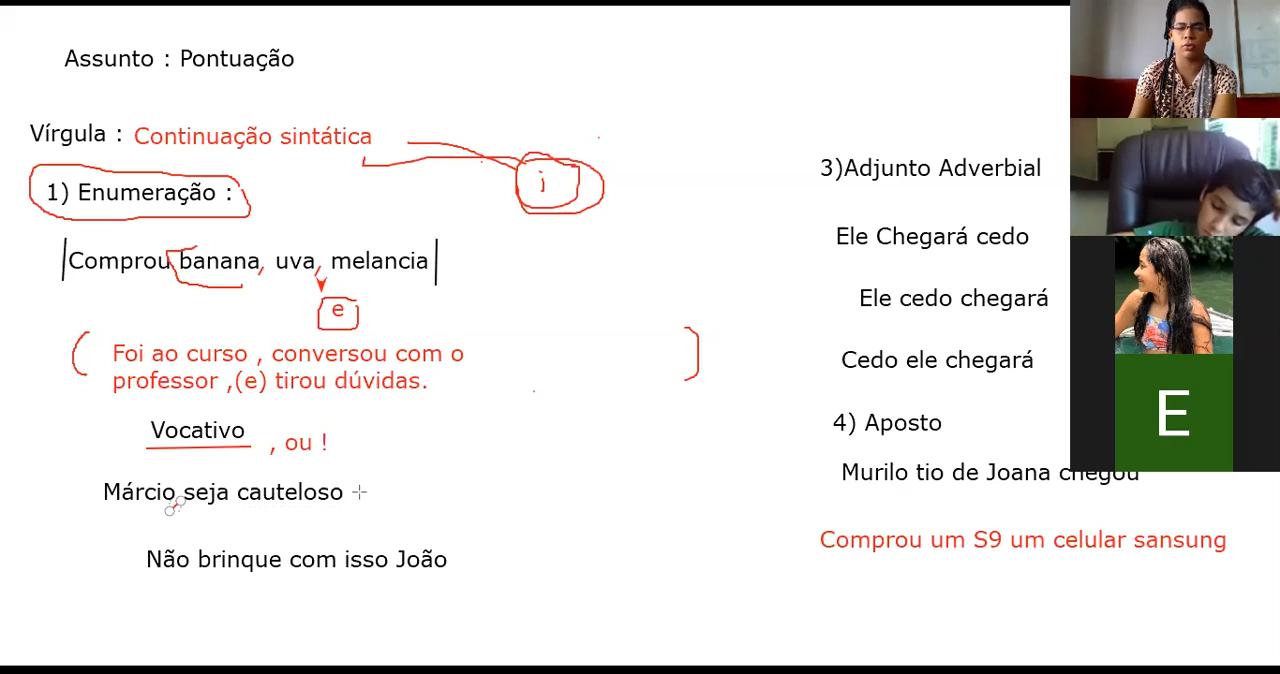 Assunto : Pontuação
Vírgula : Continuação sintática
1) Enumeração :
Comprou banana, uva, melancia
e
Foi ao curso , conversou com o
professor ,(e) tirou dúvidas.
Vocativo , ou !
Márcio seja cauteloso
Não brinque com isso João
3)Adjunto Adverbial
Ele Chegará cedo
Ele cedo chegará
Cedo ele chegará
4) Aposto
Murilo tio de Joana chegou
Comprou um S9 um celular sansung
E